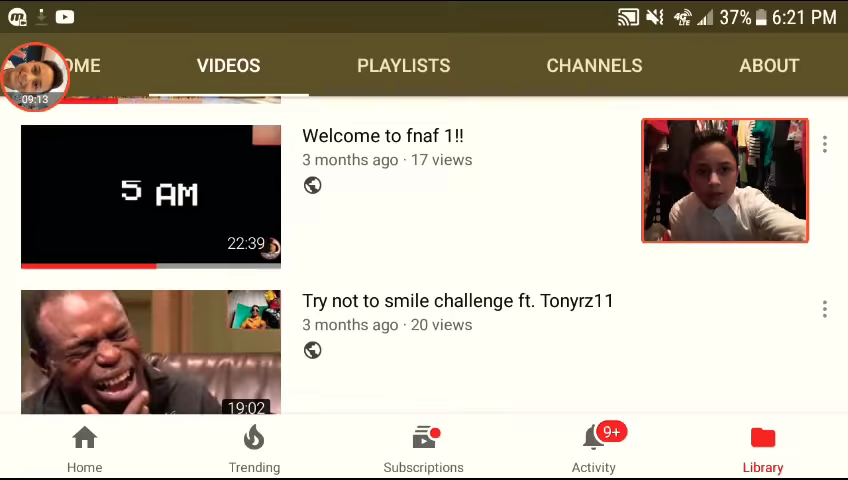 37% 6:21 PM
OME VIDEOS PLAYLISTS CHANNELS ABOUT
09:13
5 AM
22:39
Welcome to fnaf 1!!
3 months ago · 17 views
19:02
Try not to smile challenge ft. Tonyrz11
3 months ago · 20 views
9+
Home Trending Subscriptions Activity Library